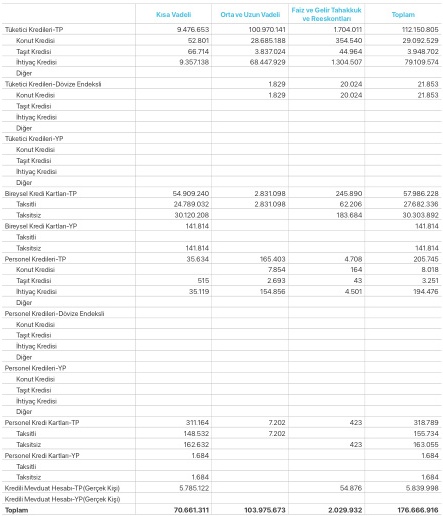 Kısa Vadeli Orta ve Uzun Vadeli Faiz ve Gelir Tahakkuk ve Reeskontları Toplam
Tüketici Kredileri-TP 9.476.653 100.970.141 1.704.011 112.150.805
Konut Kredisi 52.801 28.685.188 354.540 29.092.529
Taşıt Kredisi 66.714 3.837.024 44.964 3.948.702
İhtiyaç Kredisi 9.357.138 68.447.929 1.304.507 79.109.574
Diğer
Tüketici Kredileri-Dövize Endeksli 1.829 20.024 21.853
Konut Kredisi 1.829 20.024 21.853
Taşıt Kredisi
İhtiyaç Kredisi
Diğer
Tüketici Kredileri-YP
Konut Kredisi
Taşıt Kredisi
İhtiyaç Kredisi
Diğer
Bireysel Kredi Kartları-TP 54.909.240 2.831.098 245.890 57.986.228
Taksitli 24.789.032 2.831.098 62.206 27.682.336
Taksitsiz 30.120.208 183.684 30.303.892
Bireysel Kredi Kartları-YP 141.814 141.814
Taksitli
Taksitsiz 141.814 141.814
Personel Kredileri-TP 35.634 165.403 4.708 205.745
Konut Kredisi 7.854 164 8.018
Taşıt Kredisi 515 2.693 43 3.251
İhtiyaç Kredisi 35.119 154.856 4.501 194.476
Diğer
Personel Kredileri-Dövize Endeksli
Konut Kredisi
Taşıt Kredisi
İhtiyaç Kredisi
Diğer
Personel Kredileri-YP
Konut Kredisi
Taşıt Kredisi
İhtiyaç Kredisi
Diğer
Personel Kredi Kartları-TP 311.164 7.202 423 318.789
Taksitli 148.532 7.202 155.734
Taksitsiz 162.632 423 163.055
Personel Kredi Kartları-YP 1.684 1.684
Taksitli
Taksitsiz 1.684 1.684
Kredili Mevduat Hesabı-TP(Gerçek Kişi) 5.785.122 54.876 5.839.998
Kredili Mevduat Hesabı-YP(Gerçek Kişi)
Toplam 70.661.311 103.975.673 2.029.932 176.666.916